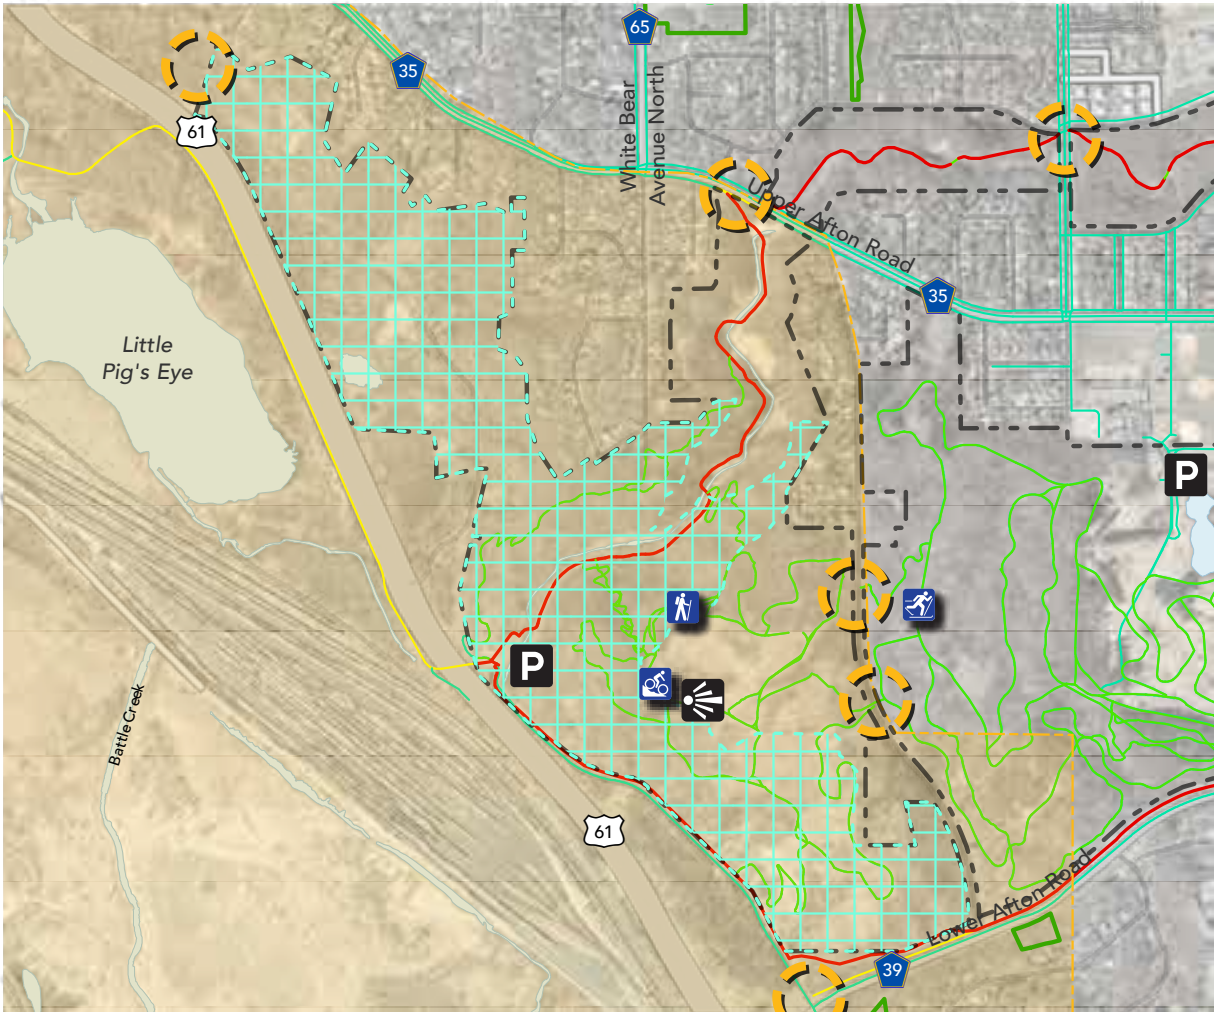 65
35
White Bear
Avenue North
61
Upper Afton Road
35
Little
Pig's Eye
P
P
Battle Creek
61
Lower Afton Road
39